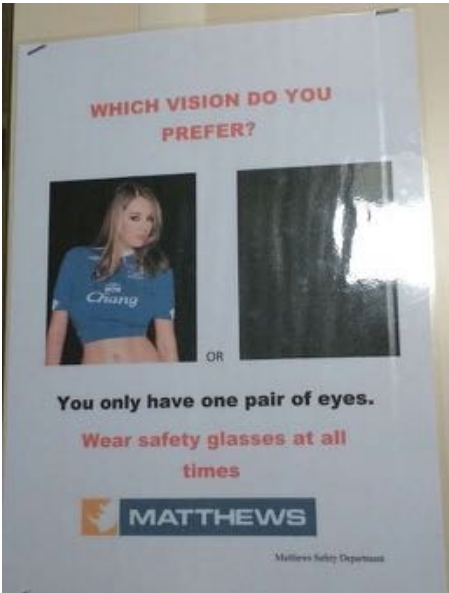 WHICH VISION DO YOU
PREFER?
Chang
OR
You only have one pair of eyes.
Wear safety glasses at all
times
MATTHEWS
Matthews Safety Department